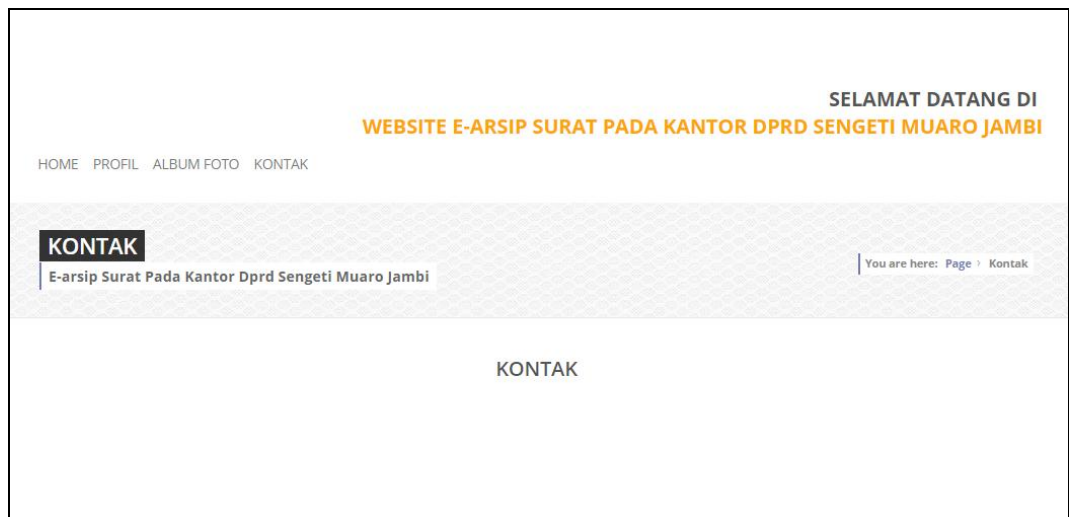 SELAMAT DATANG DI
WEBSITE E-ARSIP SURAT PADA KANTOR DPRD SENGETI MUARO JAMBI
HOME PROFIL ALBUM FOTO KONTAK
KONTAK
E-arsip Surat Pada Kantor Dprd Sengeti Muaro Jambi
You are here: Page › Kontak
KONTAK